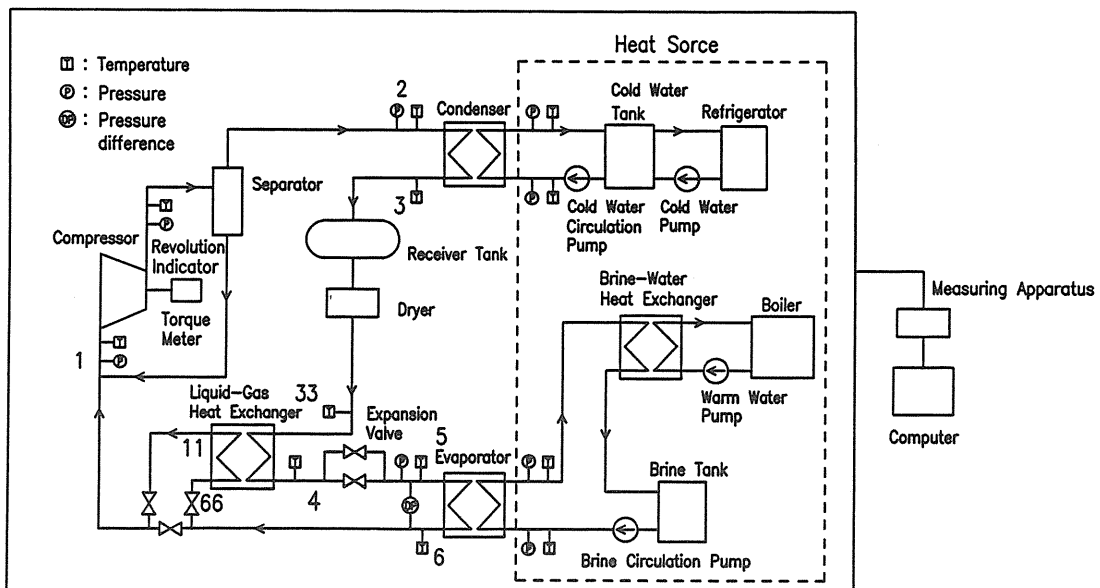 Heat Sorce
T : Temperature
P : Pressure
DP : Pressure
difference
2
Condenser
P
T
P
T
Cold Water
Tank
Refrigerator
Separator
3
T
P
T
Cold Water
Circulation
Pump
Cold Water
Pump
T
P
Compressor
Revolution
Indicator
Torque
Meter
Receiver Tank
Dryer
Brine-Water
Heat Exchanger
Boiler
Warm Water
Pump
Measuring Apparatus
Computer
1
T
P
Liquid-Gas
Heat Exchanger
33
T
Expansion
Valve
11
5
Evaporator
T
P
T
P
T
4
66
DP
T
6
P
T
Brine Tank
Brine Circulation Pump